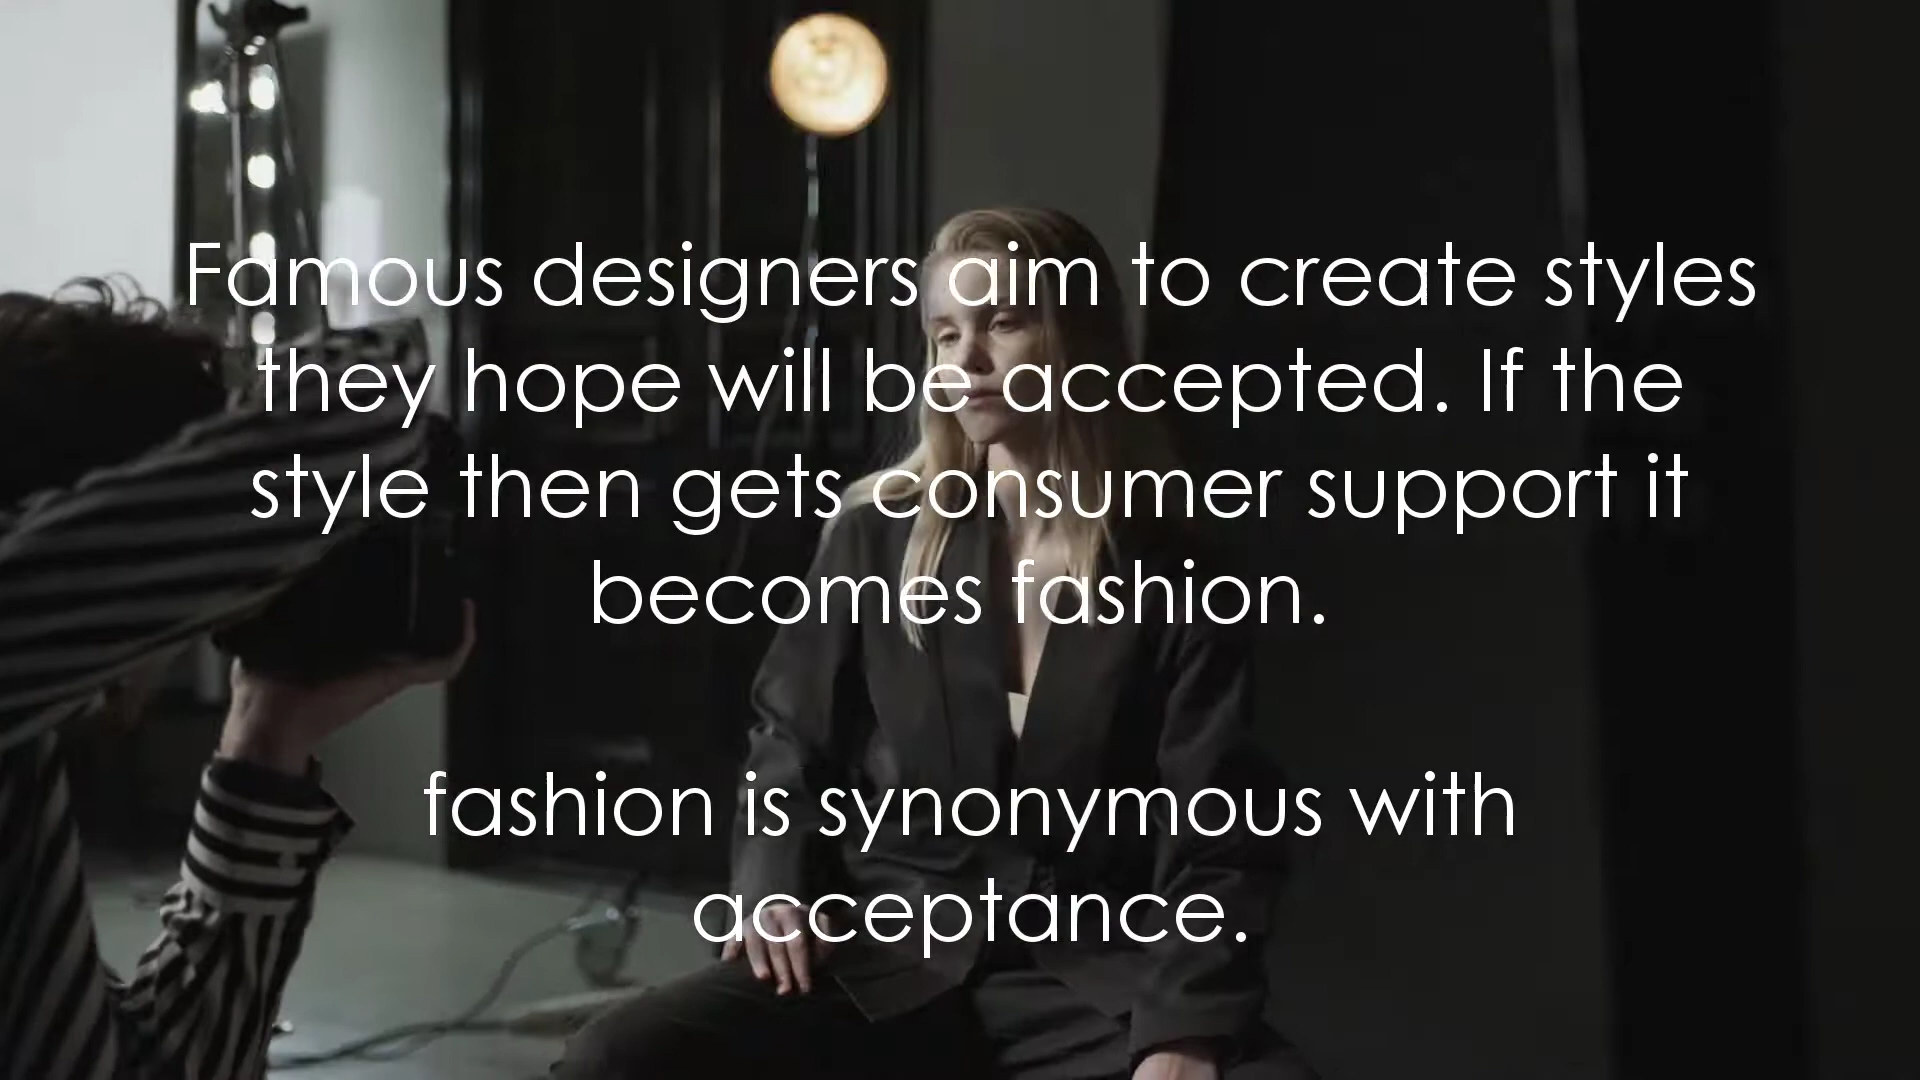 Famous designers aim to create styles
they hope will be accepted. If the
style then gets consumer support it
becomes fashion.
fashion is synonymous with
acceptance.